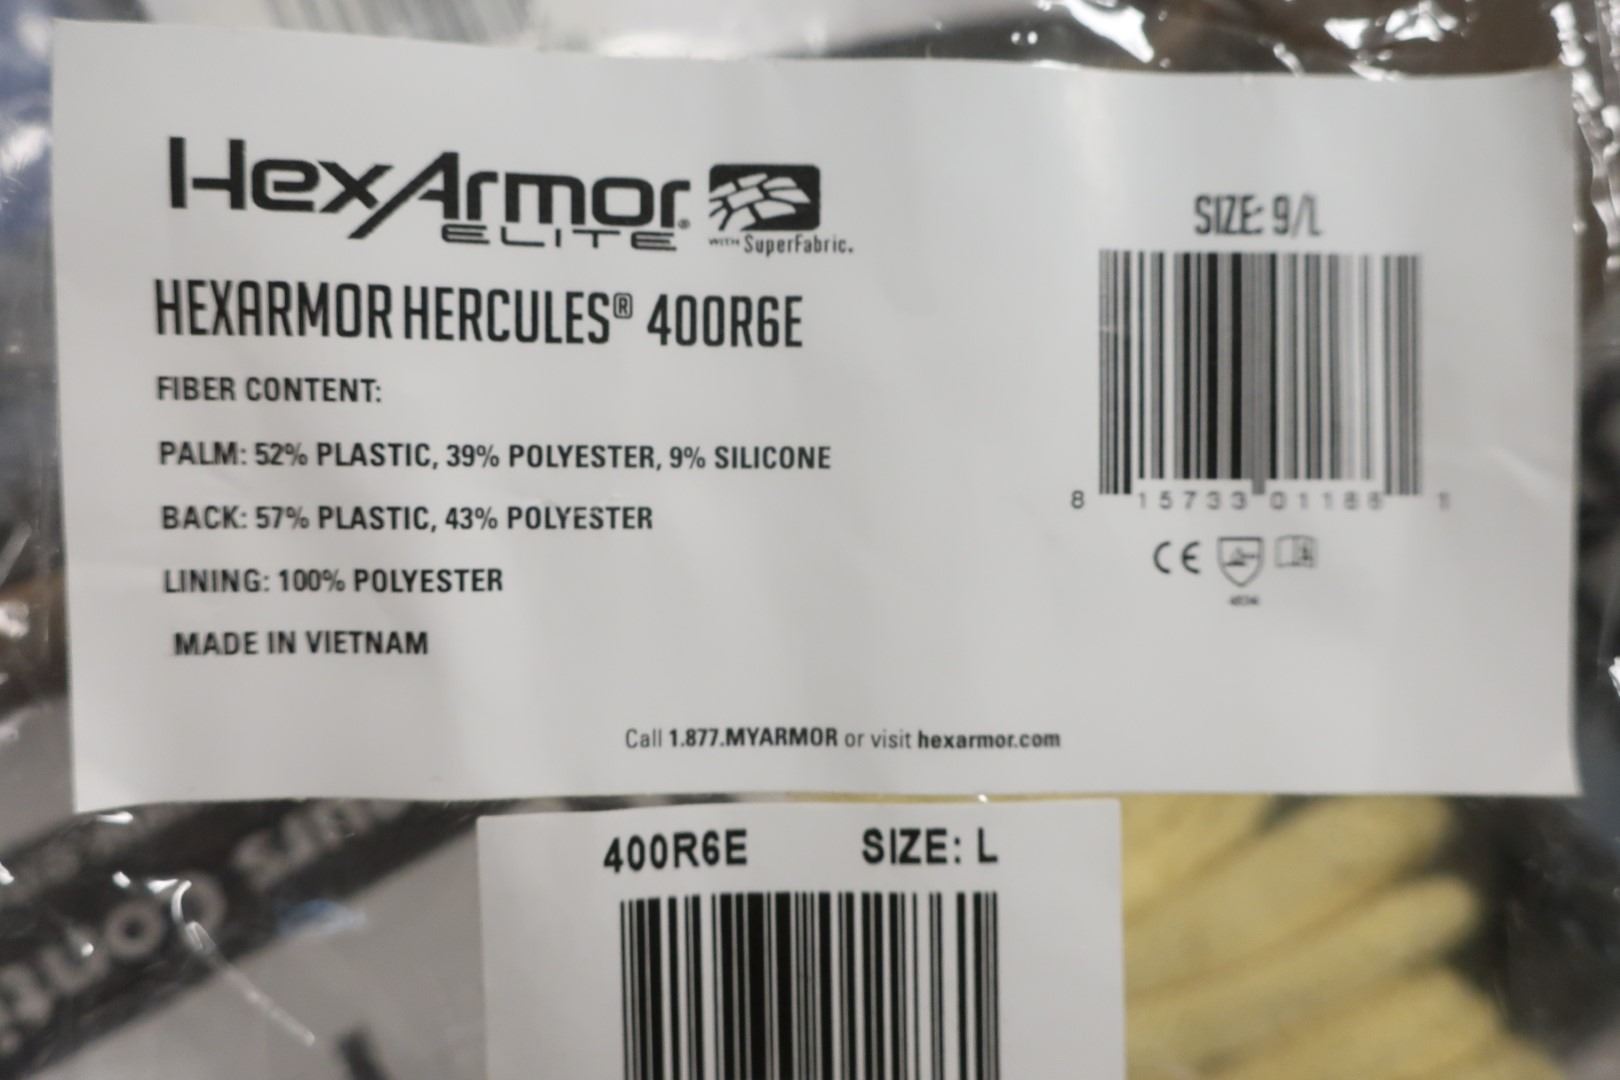 HexArmor®
ELITE
WITH SuperFabric.
HEXARMOR HERCULES® 400R6E
FIBER CONTENT:
PALM: 52% PLASTIC, 39% POLYESTER, 9% SILICONE
BACK: 57% PLASTIC, 43% POLYESTER
LINING: 100% POLYESTER
MADE IN VIETNAM
SIZE: 9/L
8 15733 01166 1
CE
Call 1.877.MYARMOR or visit hexarmor.com
400R6E SIZE: L